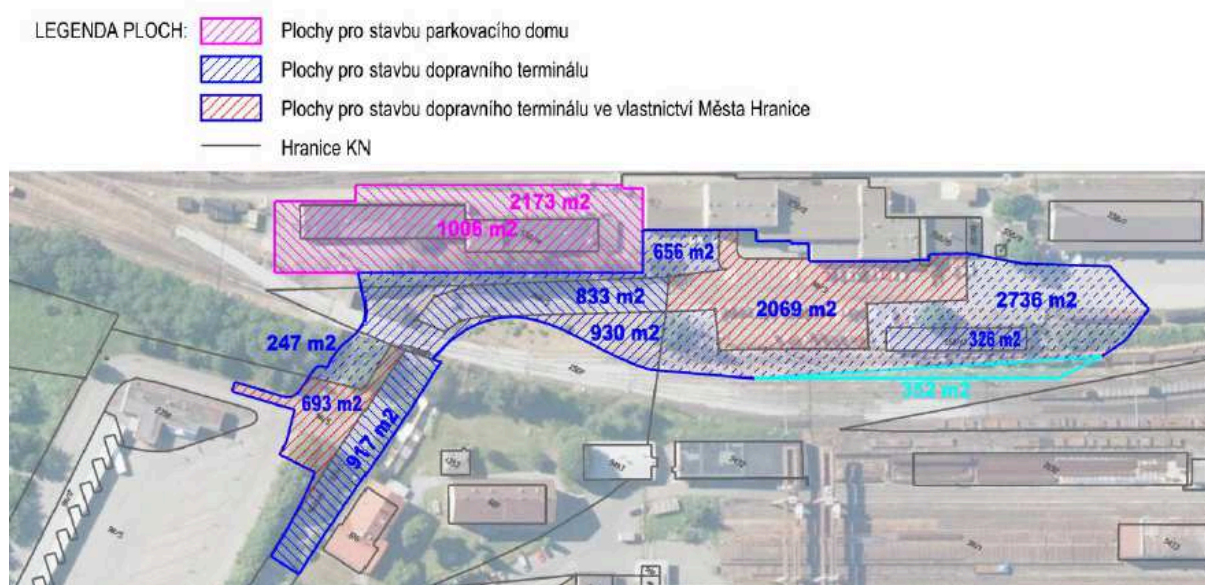 LEGENDA PLOCH:
Plochy pro stavbu parkovacího domu
Plochy pro stavbu dopravního terminálu
Plochy pro stavbu dopravního terminálu ve vlastnictví Města Hranice
Hranice KN
2173 m2
1006 m2
656 m2
833 m2
2736 m2
2069 m2
930 m2
326 m2
247 m2
352 m2
693 m2
917 m2